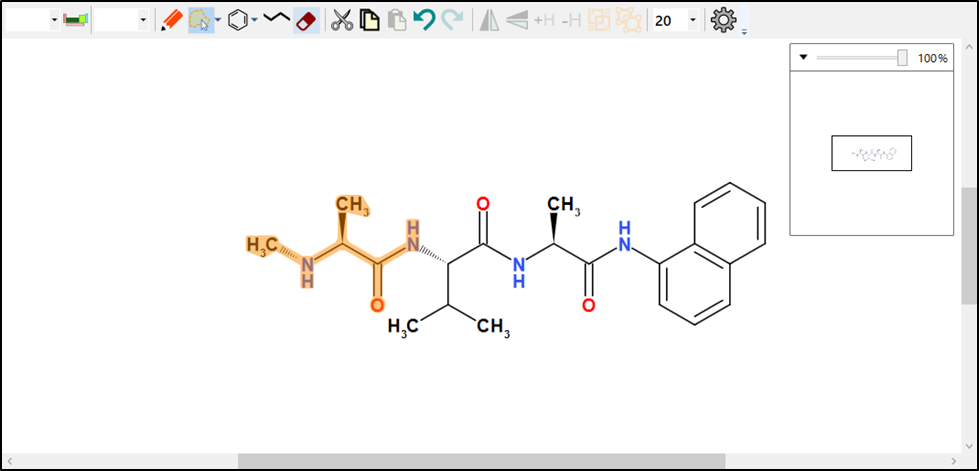 +H -H 20
100%
CH3 O CH3
H H
H3C N N
N N
H H
O O
H3C CH3